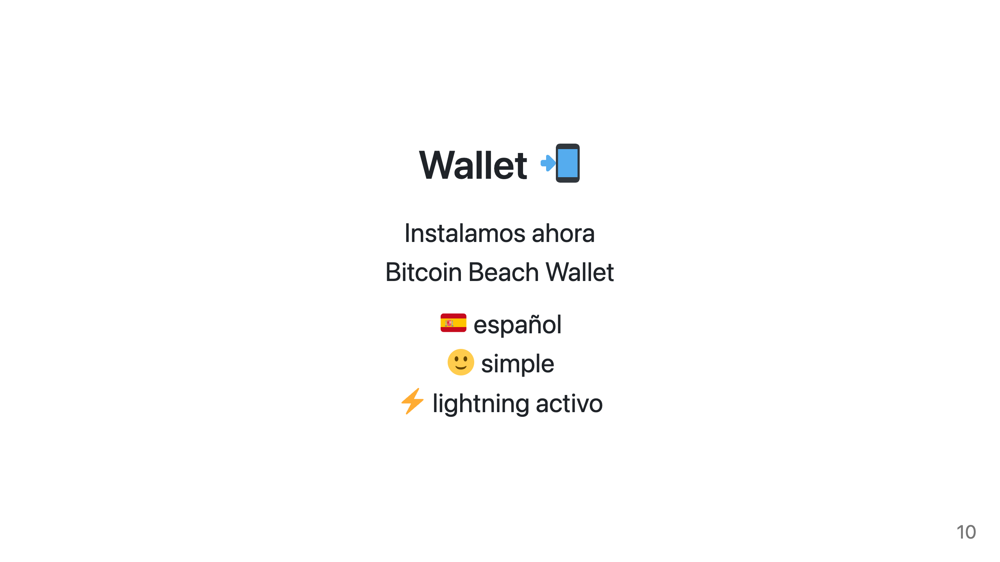 Wallet 📲
Instalamos ahora
Bitcoin Beach Wallet
🇪🇸 español
🙂 simple
⚡ lightning activo
10